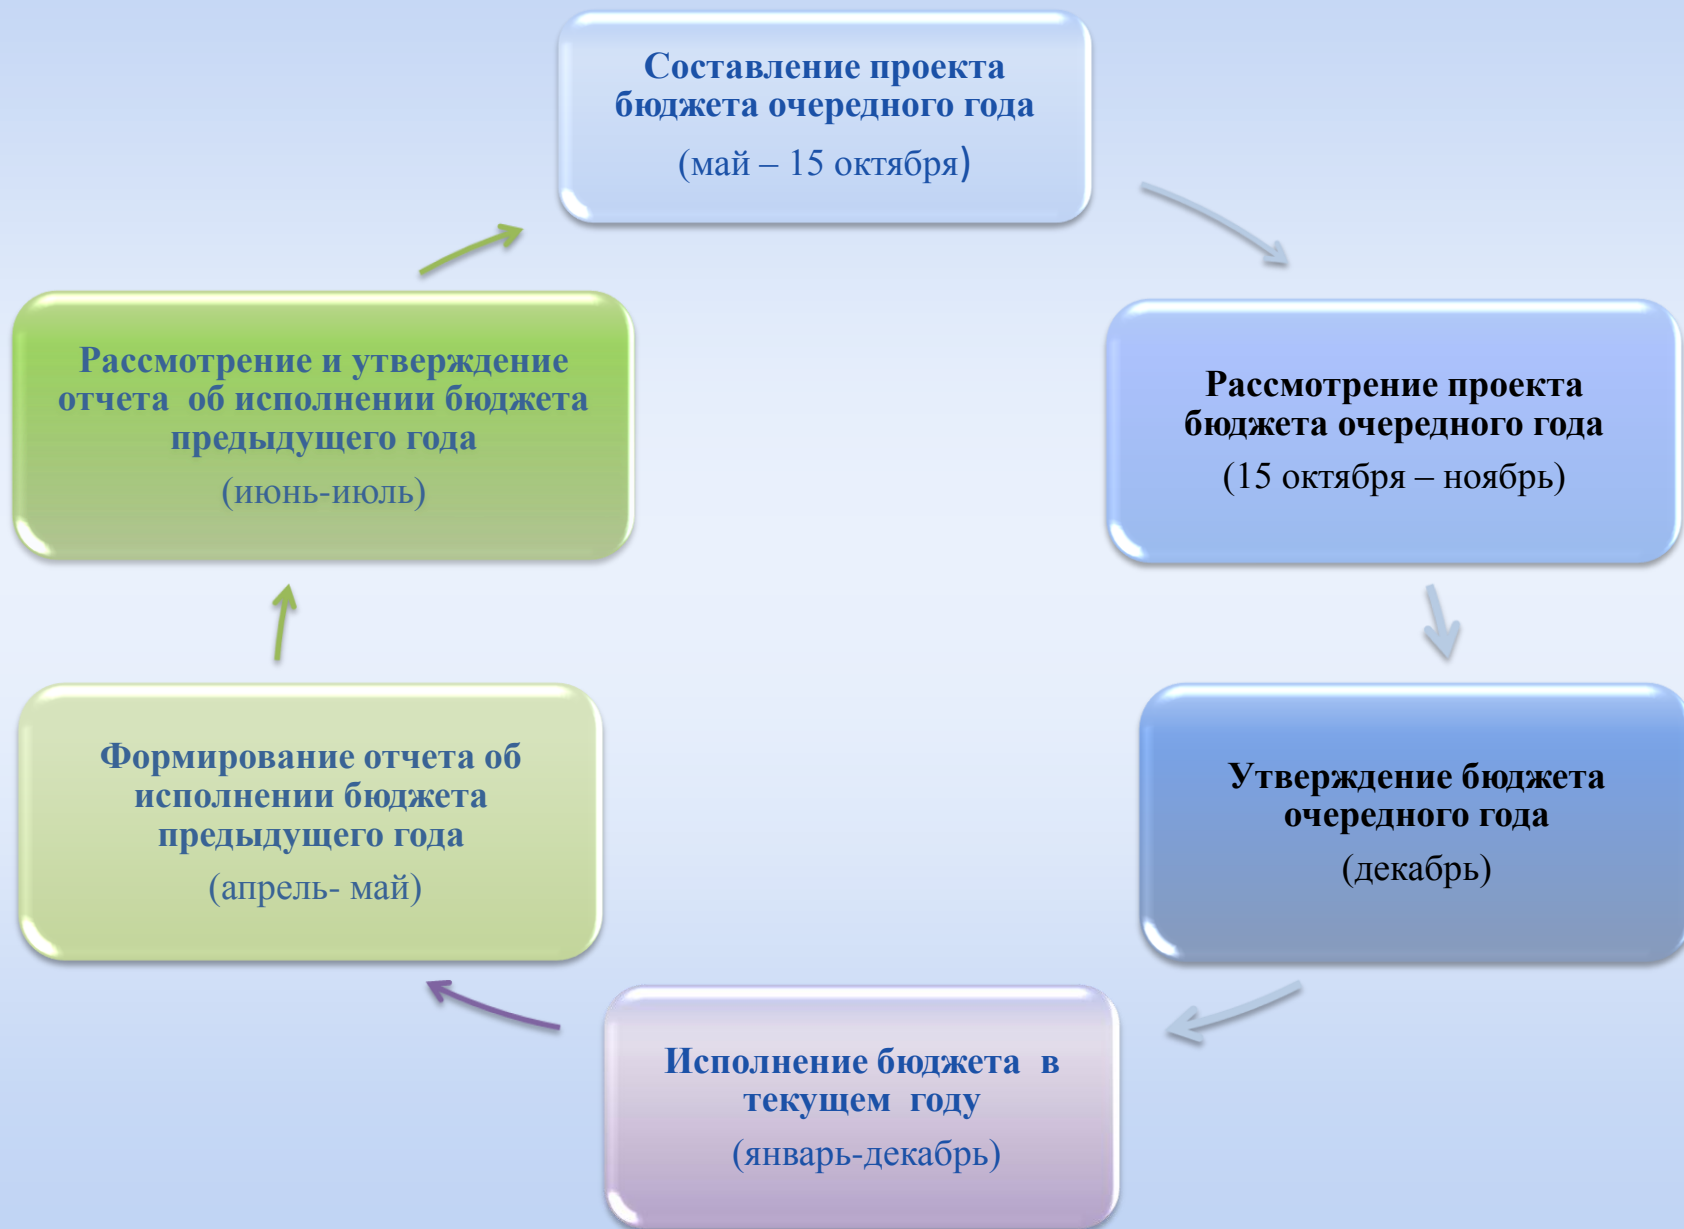 Составление проекта
бюджета очередного года
(май – 15 октября)
Рассмотрение проекта
бюджета очередного года
(15 октября – ноябрь)
Утверждение бюджета
очередного года
(декабрь)
Исполнение бюджета  в
текущем  году
(январь-декабрь)
Формирование отчета об
исполнении бюджета
предыдущего года
(апрель- май)
Рассмотрение и утверждение
отчета  об исполнении бюджета
предыдущего года
(июнь-июль)